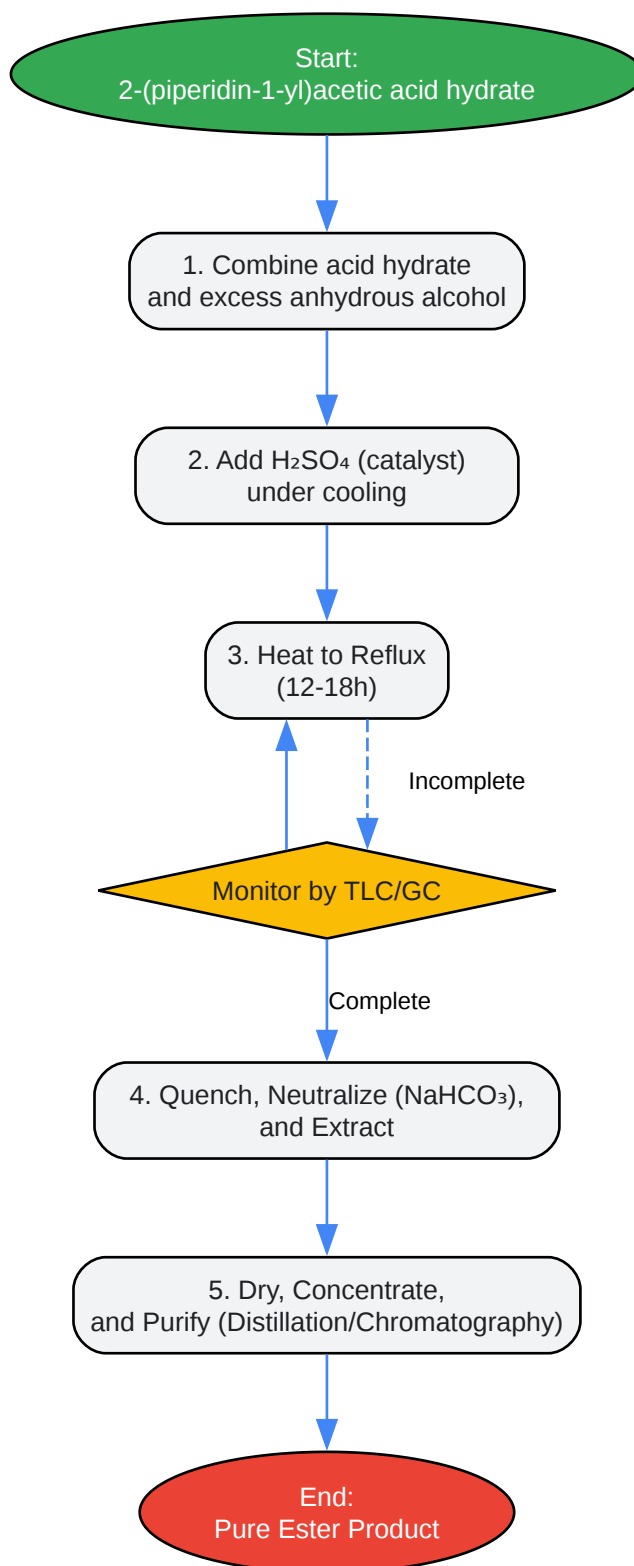 Start:
2-(piperidin-1-yl)acetic acid hydrate
1. Combine acid hydrate
and excess anhydrous alcohol
2. Add H₂SO₄ (catalyst)
under cooling
3. Heat to Reflux
(12-18h)
Incomplete
Monitor by TLC/GC
Complete
4. Quench, Neutralize (NaHCO₃),
and Extract
5. Dry, Concentrate,
and Purify (Distillation/Chromatography)
End:
Pure Ester Product